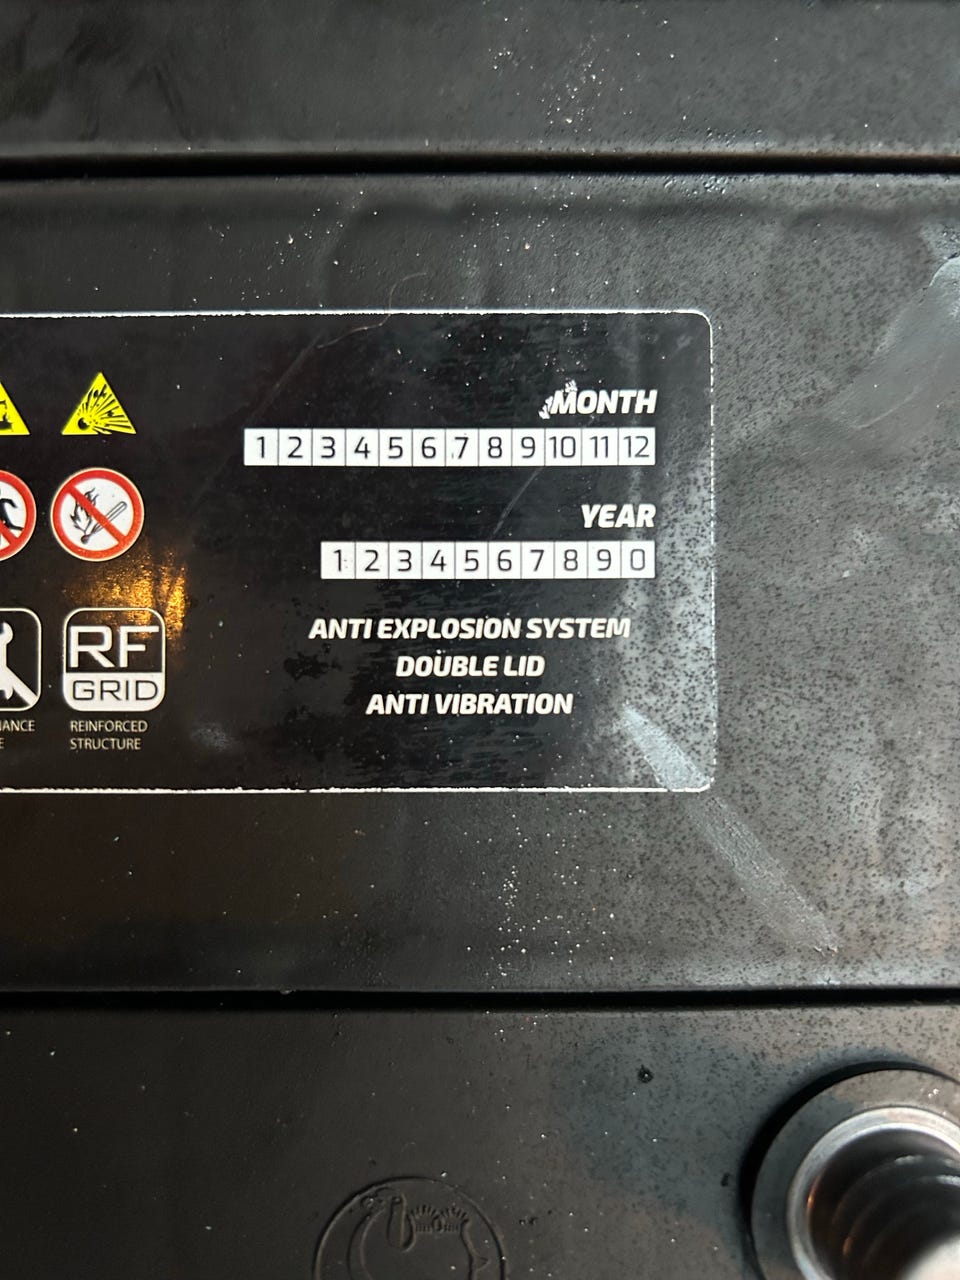 MONTH
1 2 3 4 5 6 7 8 9 10 11 12
YEAR
1 2 3 4 5 6 7 8 9 0
ANTI EXPLOSION SYSTEM
DOUBLE LID
ANTI VIBRATION
RF
GRID
REINFORCED
STRUCTURE